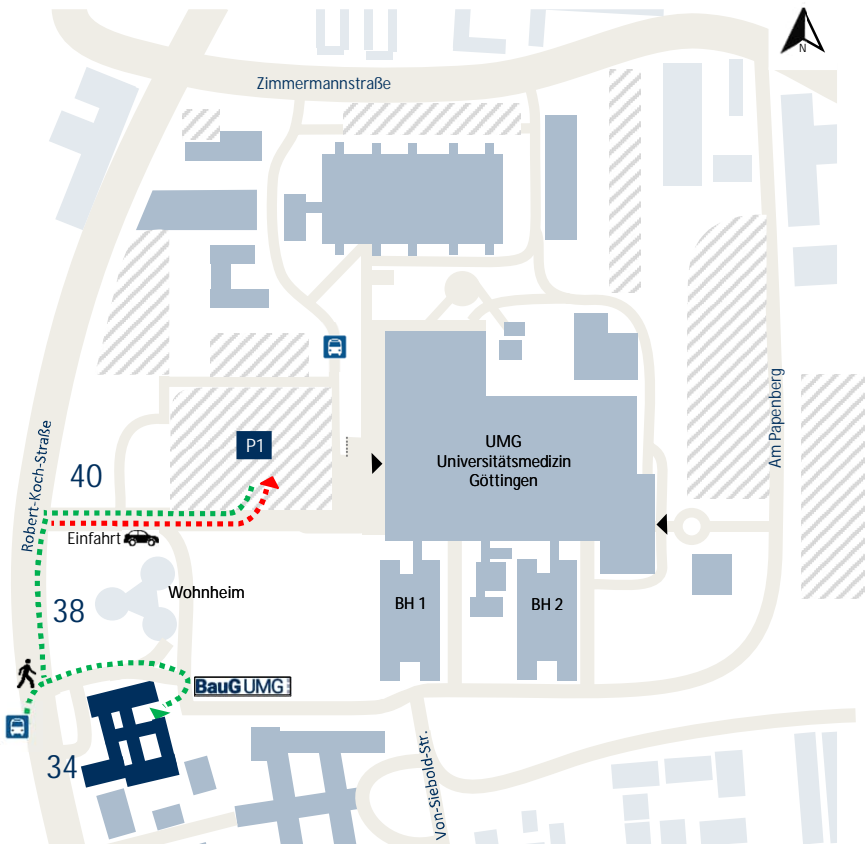 N
Zimmermannstraße
Am Papenberg
P1
UMG
Universitätsmedizin
Göttingen
Robert-Koch-Straße
40
Einfahrt
Wohnheim
38
BH 1
BH 2
BauG UMG
34
Von-Siebold-Str.